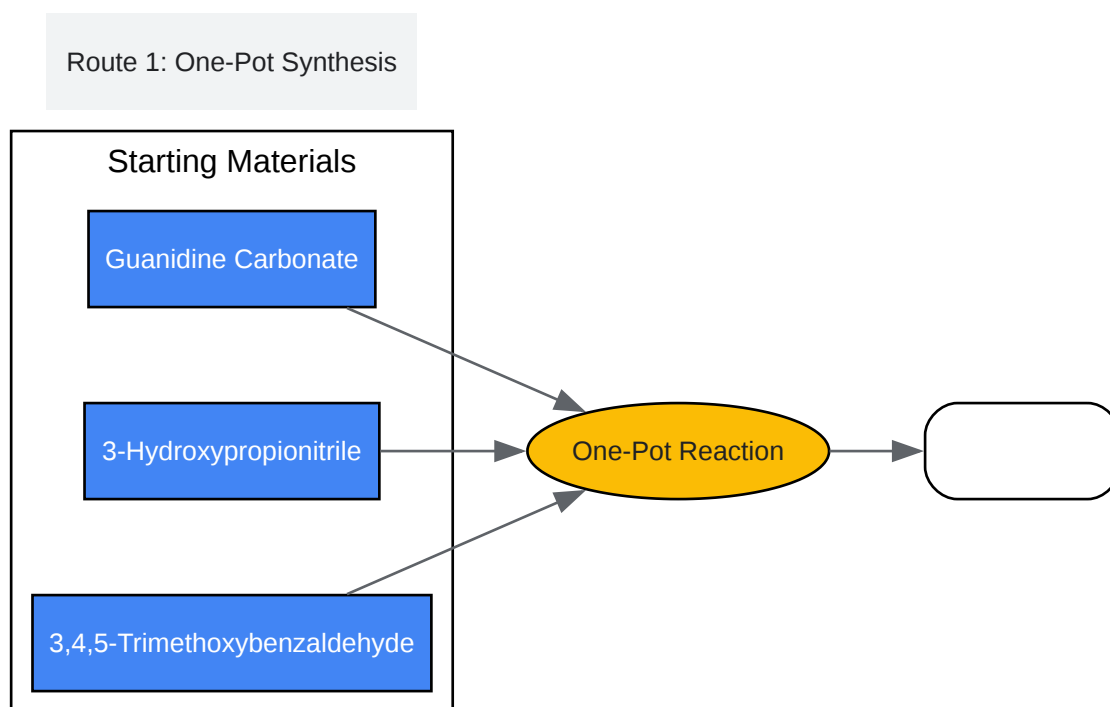 Route 1: One-Pot Synthesis
Starting Materials
Guanidine Carbonate
3-Hydroxypropionitrile
One-Pot Reaction
3,4,5-Trimethoxybenzaldehyde